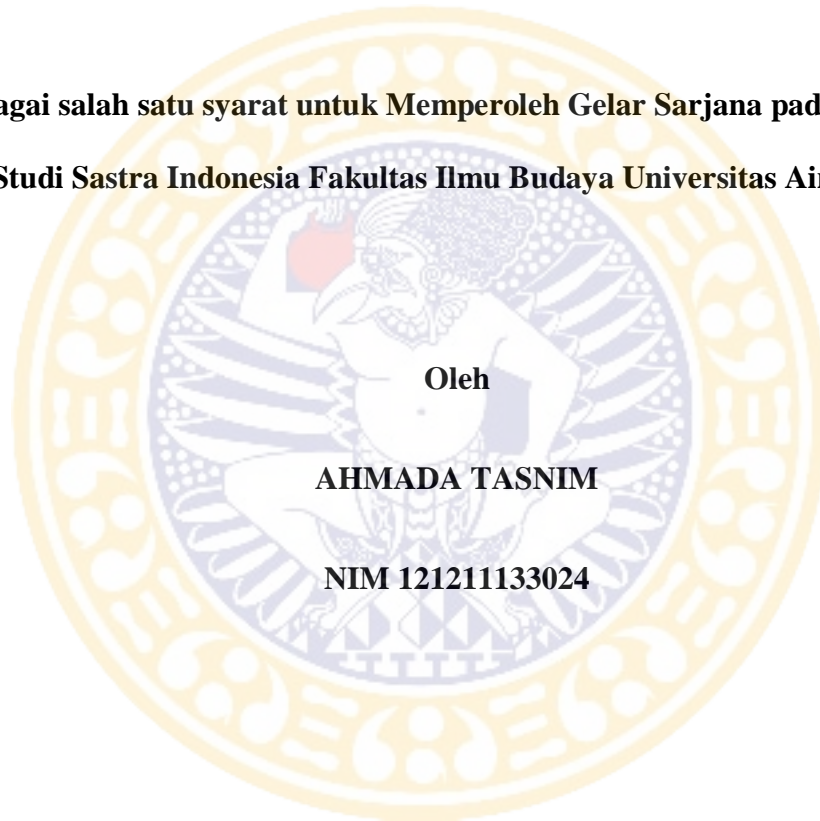 agai salah satu syarat untuk Memperoleh Gelar Sarjana pad
Studi Sastra Indonesia Fakultas Ilmu Budaya Universitas Air
Oleh
AHMADA TASNIM
NIM 121211133024